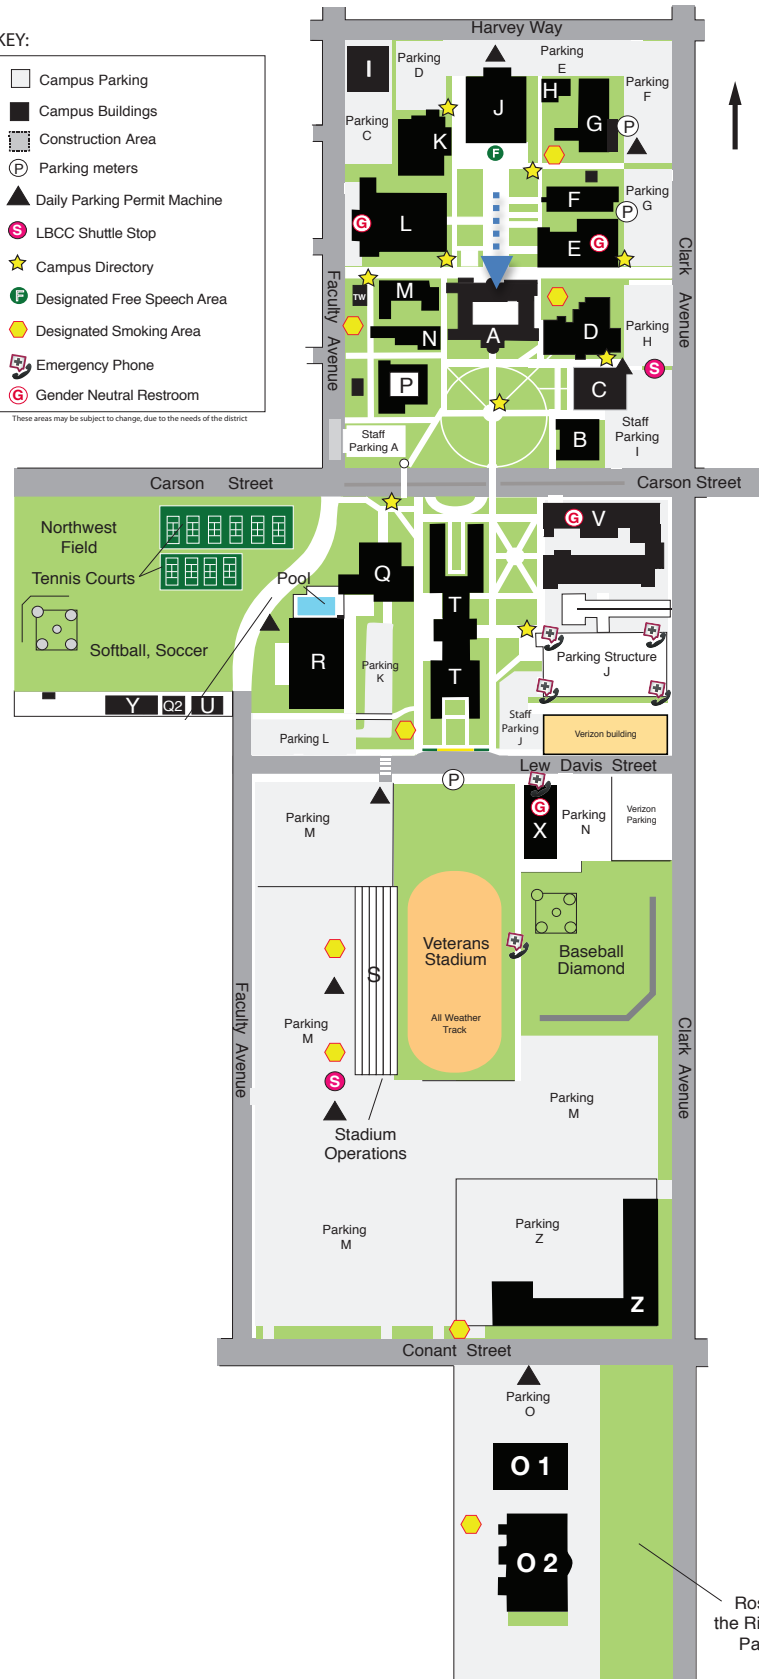 KEY:
Campus Parking
Campus Buildings
Construction Area
P Parking meters
Daily Parking Permit Machine
S LBCC Shuttle Stop
Campus Directory
F Designated Free Speech Area
Designated Smoking Area
Emergency Phone
G Gender Neutral Restroom
These areas may be subject to change, due to the needs of the district
Harvey Way
I
Parking
D
Parking
E
Parking
F
Parking
C
J
H
G
P
K
F
Parking
G
P
F
L
G
E
G
Faculty Avenue
Clark Avenue
TW
M
N
A
D
Parking
H
S
P
C
B
Staff
Parking
I
Staff
Parking A
Carson Street
Carson Street
Northwest
Field
Tennis Courts
Pool
Softball, Soccer
Q
T
T
G
V
R
Parking
K
Parking Structure
J
Y
Q2
U
Parking L
Staff
Parking
J
Verizon building
Lew Davis Street
P
Parking
M
G
X
Parking
N
Verizon
Parking
S
Veterans
Stadium
All Weather
Track
Baseball
Diamond
Faculty Avenue
Clark Avenue
Parking
M
S
Stadium
Operations
Parking
M
Parking
M
Parking
Z
Z
Conant Street
Parking
O
O 1
O 2
Ros
the Ri
Pa